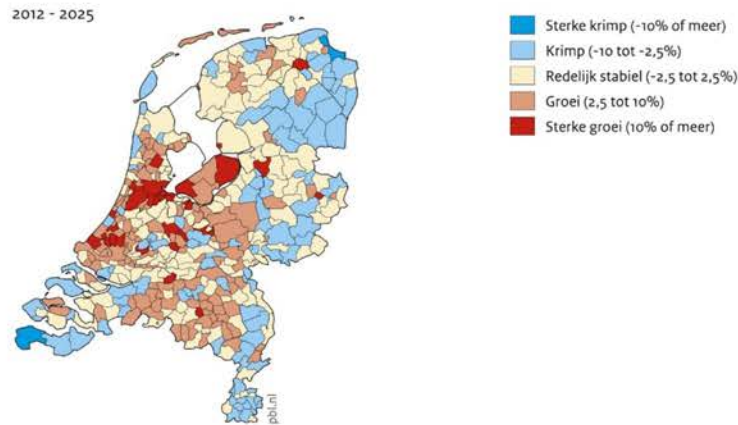 2012 - 2025
Sterke krimp (-10% of meer)
Krimp (-10 tot -2,5%)
Redelijk stabiel (-2,5 tot 2,5%)
Groei (2,5 tot 10%)
Sterke groei (10% of meer)
pbl.nl